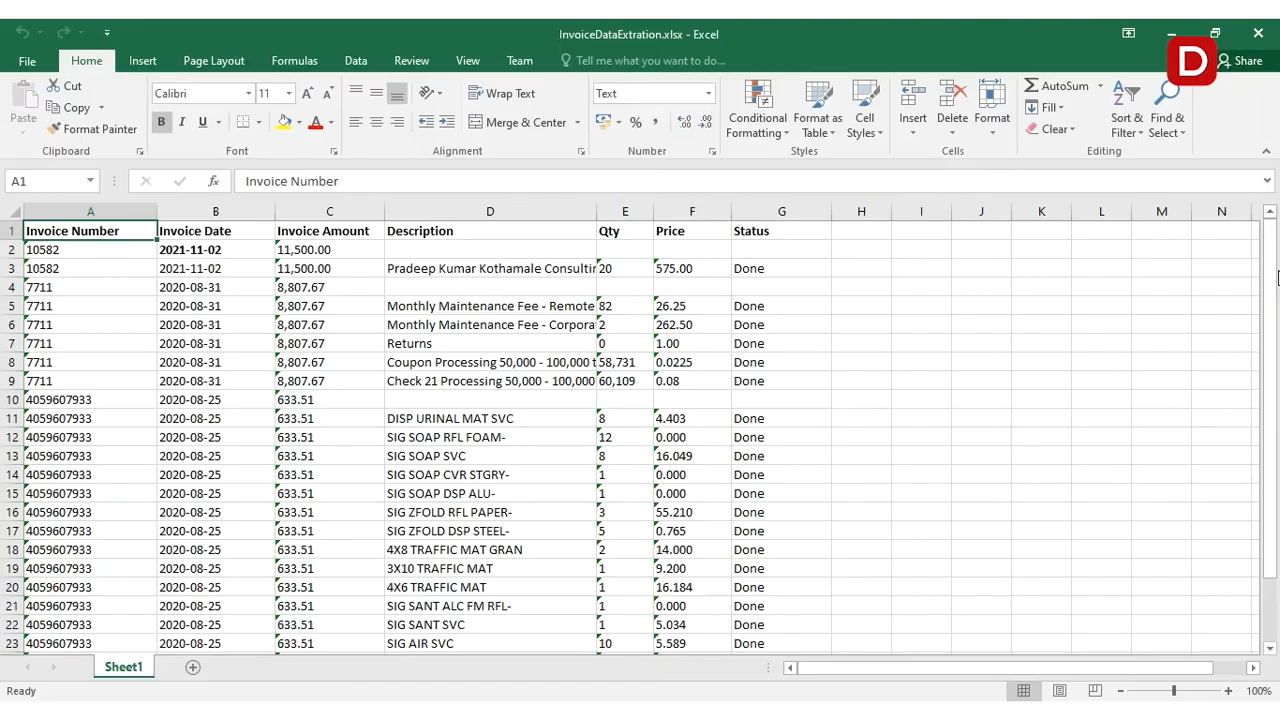 InvoiceDataExtration.xlsx - Excel
D
File Home Insert Page Layout Formulas Data Review View Team Tell me what you want to do... Share
Paste Cut Copy Format Painter
Calibri 11 A A
B I U A
Wrap Text
Merge & Center
Text
%
Conditional Formatting Format as Table Cell Styles
Insert Delete Format
AutoSum Fill Clear
Sort & Filter Find & Select
Clipboard Font Alignment Number Styles Cells Editing
A1 fx Invoice Number
A B C D E F G H I J K L M N
1 Invoice Number Invoice Date Invoice Amount Description Qty Price Status
2 10582 2021-11-02 11,500.00
3 10582 2021-11-02 11,500.00 Pradeep Kumar Kothamale Consultin 20 575.00 Done
4 7711 2020-08-31 8,807.67
5 7711 2020-08-31 8,807.67 Monthly Maintenance Fee - Remote 82 26.25 Done
6 7711 2020-08-31 8,807.67 Monthly Maintenance Fee - Corpora 2 262.50 Done
7 7711 2020-08-31 8,807.67 Returns 0 1.00 Done
8 7711 2020-08-31 8,807.67 Coupon Processing 50,000 - 100,000 t 58,731 0.0225 Done
9 7711 2020-08-31 8,807.67 Check 21 Processing 50,000 - 100,000 60,109 0.08 Done
10 4059607933 2020-08-25 633.51
11 4059607933 2020-08-25 633.51 DISP URINAL MAT SVC 8 4.403 Done
12 4059607933 2020-08-25 633.51 SIG SOAP RFL FOAM- 12 0.000 Done
13 4059607933 2020-08-25 633.51 SIG SOAP SVC 8 16.049 Done
14 4059607933 2020-08-25 633.51 SIG SOAP CVR STGRY- 1 0.000 Done
15 4059607933 2020-08-25 633.51 SIG SOAP DSP ALU- 1 0.000 Done
16 4059607933 2020-08-25 633.51 SIG ZFOLD RFL PAPER- 3 55.210 Done
17 4059607933 2020-08-25 633.51 SIG ZFOLD DSP STEEL- 5 0.765 Done
18 4059607933 2020-08-25 633.51 4X8 TRAFFIC MAT GRAN 2 14.000 Done
19 4059607933 2020-08-25 633.51 3X10 TRAFFIC MAT 1 9.200 Done
20 4059607933 2020-08-25 633.51 4X6 TRAFFIC MAT 1 16.184 Done
21 4059607933 2020-08-25 633.51 SIG SANT ALC FM RFL- 1 0.000 Done
22 4059607933 2020-08-25 633.51 SIG SANT SVC 1 5.034 Done
23 4059607933 2020-08-25 633.51 SIG AIR SVC 10 5.589 Done
Sheet1
Ready 100%